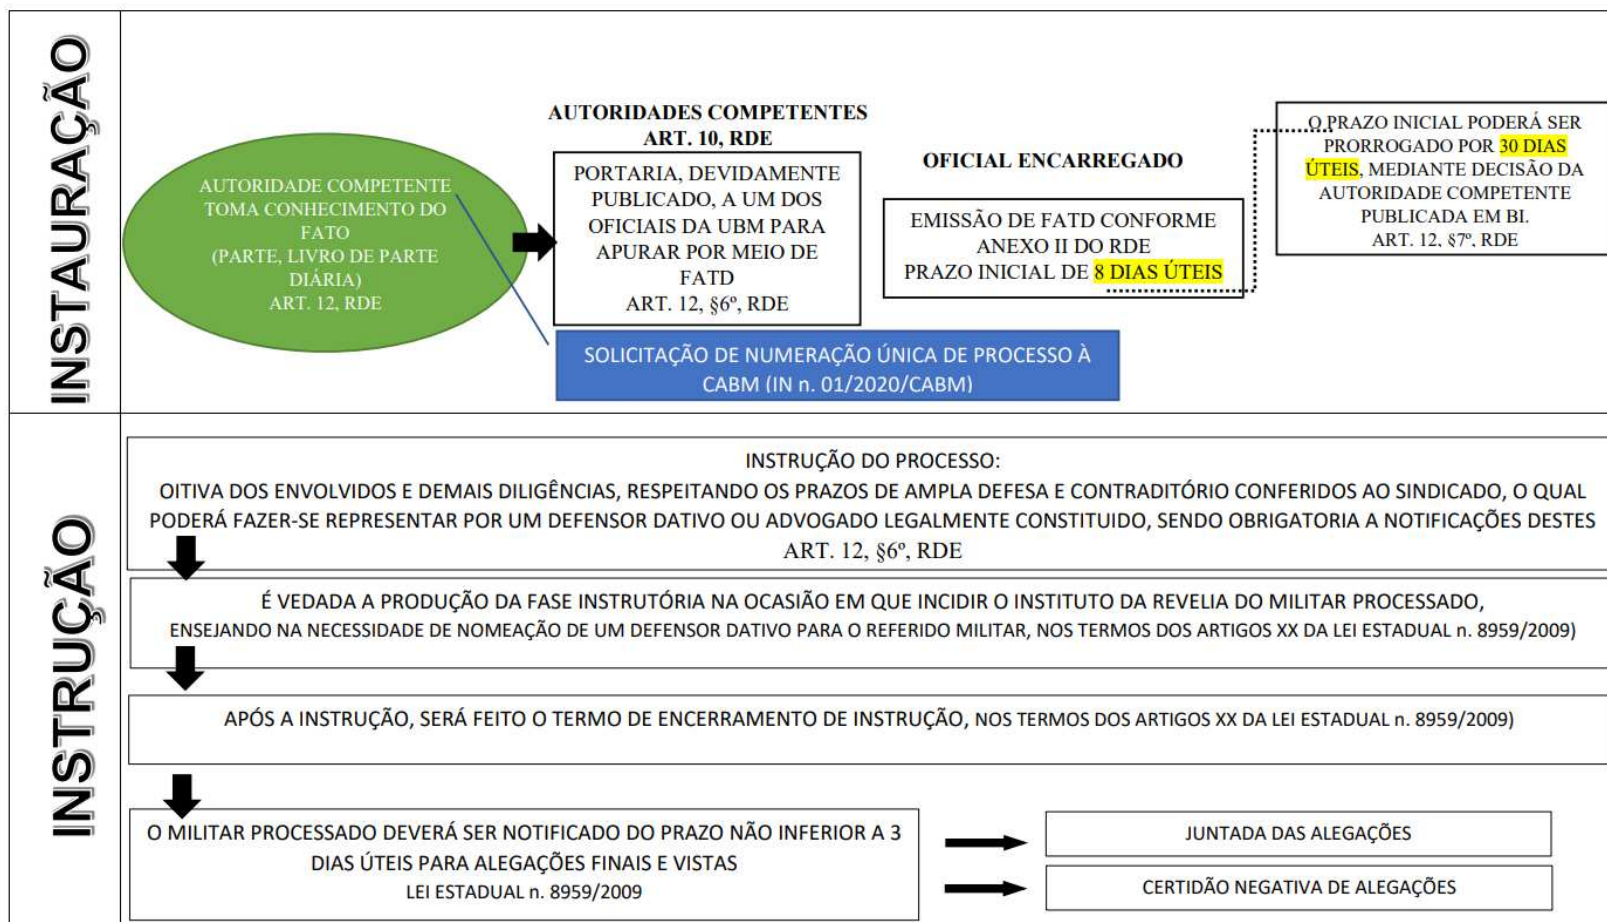 INSTAURAÇÃO
AUTORIDADE COMPETENTE
TOMA CONHECIMENTO DO
FATO
(PARTE, LIVRO DE PARTE
DIÁRIA)
ART. 12, RDE
AUTORIDADES COMPETENTES
ART. 10, RDE
PORTARIA, DEVIDAMENTE
PUBLICADO, A UM DOS
OFICIAIS DA UBM PARA
APURAR POR MEIO DE
FATD
ART. 12, §6º, RDE
OFICIAL ENCARREGADO
EMISSÃO DE FATD CONFORME
ANEXO II DO RDE
PRAZO INICIAL DE 8 DIAS ÚTEIS
O PRAZO INICIAL PODERÁ SER
PRORROGADO POR 30 DIAS
ÚTEIS, MEDIANTE DECISÃO DA
AUTORIDADE COMPETENTE
PUBLICADA EM BI.
ART. 12, §7º, RDE
SOLICITAÇÃO DE NUMERAÇÃO ÚNICA DE PROCESSO À
CABM (IN n. 01/2020/CABM)
INSTRUÇÃO
INSTRUÇÃO DO PROCESSO:
OITIVA DOS ENVOLVIDOS E DEMAIS DILIGÊNCIAS, RESPEITANDO OS PRAZOS DE AMPLA DEFESA E CONTRADITÓRIO CONFERIDOS AO SINDICADO, O QUAL
PODERÁ FAZER-SE REPRESENTAR POR UM DEFENSOR DATIVO OU ADVOGADO LEGALMENTE CONSTITUIDO, SENDO OBRIGATORIA A NOTIFICAÇÕES DESTES
ART. 12, §6º, RDE
É VEDADA A PRODUÇÃO DA FASE INSTRUTÓRIA NA OCASIÃO EM QUE INCIDIR O INSTITUTO DA REVELIA DO MILITAR PROCESSADO,
ENSEJANDO NA NECESSIDADE DE NOMEAÇÃO DE UM DEFENSOR DATIVO PARA O REFERIDO MILITAR, NOS TERMOS DOS ARTIGOS XX DA LEI ESTADUAL n. 8959/2009)
APÓS A INSTRUÇÃO, SERÁ FEITO O TERMO DE ENCERRAMENTO DE INSTRUÇÃO, NOS TERMOS DOS ARTIGOS XX DA LEI ESTADUAL n. 8959/2009)
O MILITAR PROCESSADO DEVERÁ SER NOTIFICADO DO PRAZO NÃO INFERIOR A 3
DIAS ÚTEIS PARA ALEGAÇÕES FINAIS E VISTAS
LEI ESTADUAL n. 8959/2009
JUNTADA DAS ALEGAÇÕES
CERTIDÃO NEGATIVA DE ALEGAÇÕES